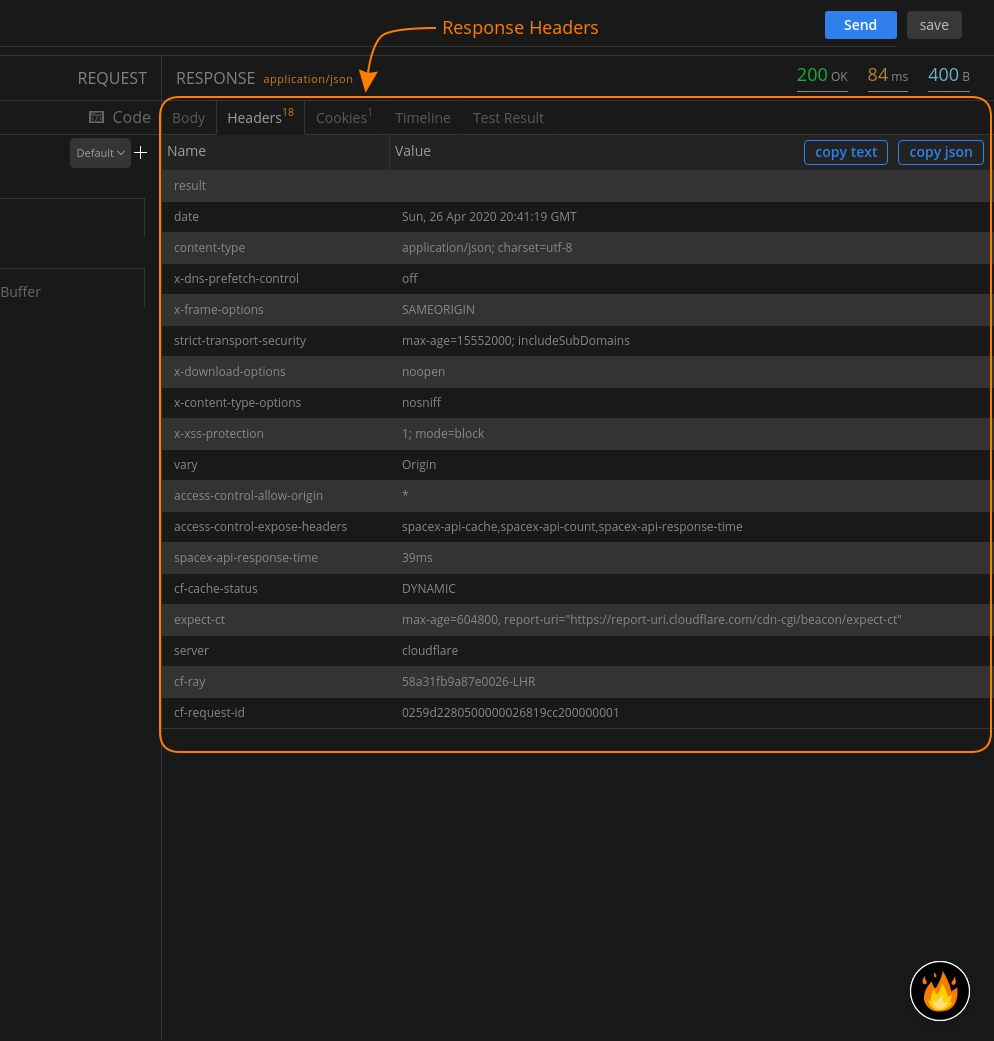 Response Headers
Send save
REQUEST RESPONSE application/json 200 OK 84 ms 400 B
Code Body Headers18 Cookies1 Timeline Test Result
Default Name Value copy text copy json
result
date Sun, 26 Apr 2020 20:41:19 GMT
content-type application/json; charset=utf-8
x-dns-prefetch-control off
Buffer
x-frame-options SAMEORIGIN
strict-transport-security max-age=15552000; includeSubDomains
x-download-options noopen
x-content-type-options nosniff
x-xss-protection 1; mode=block
vary Origin
access-control-allow-origin *
access-control-expose-headers spacex-api-cache,spacex-api-count,spacex-api-response-time
spacex-api-response-time 39ms
cf-cache-status DYNAMIC
expect-ct max-age=604800, report-uri="https://report-uri.cloudflare.com/cdn-cgi/beacon/expect-ct"
server cloudflare
cf-ray 58a31fb9a87e0026-LHR
cf-request-id 0259d2280500000026819cc200000001